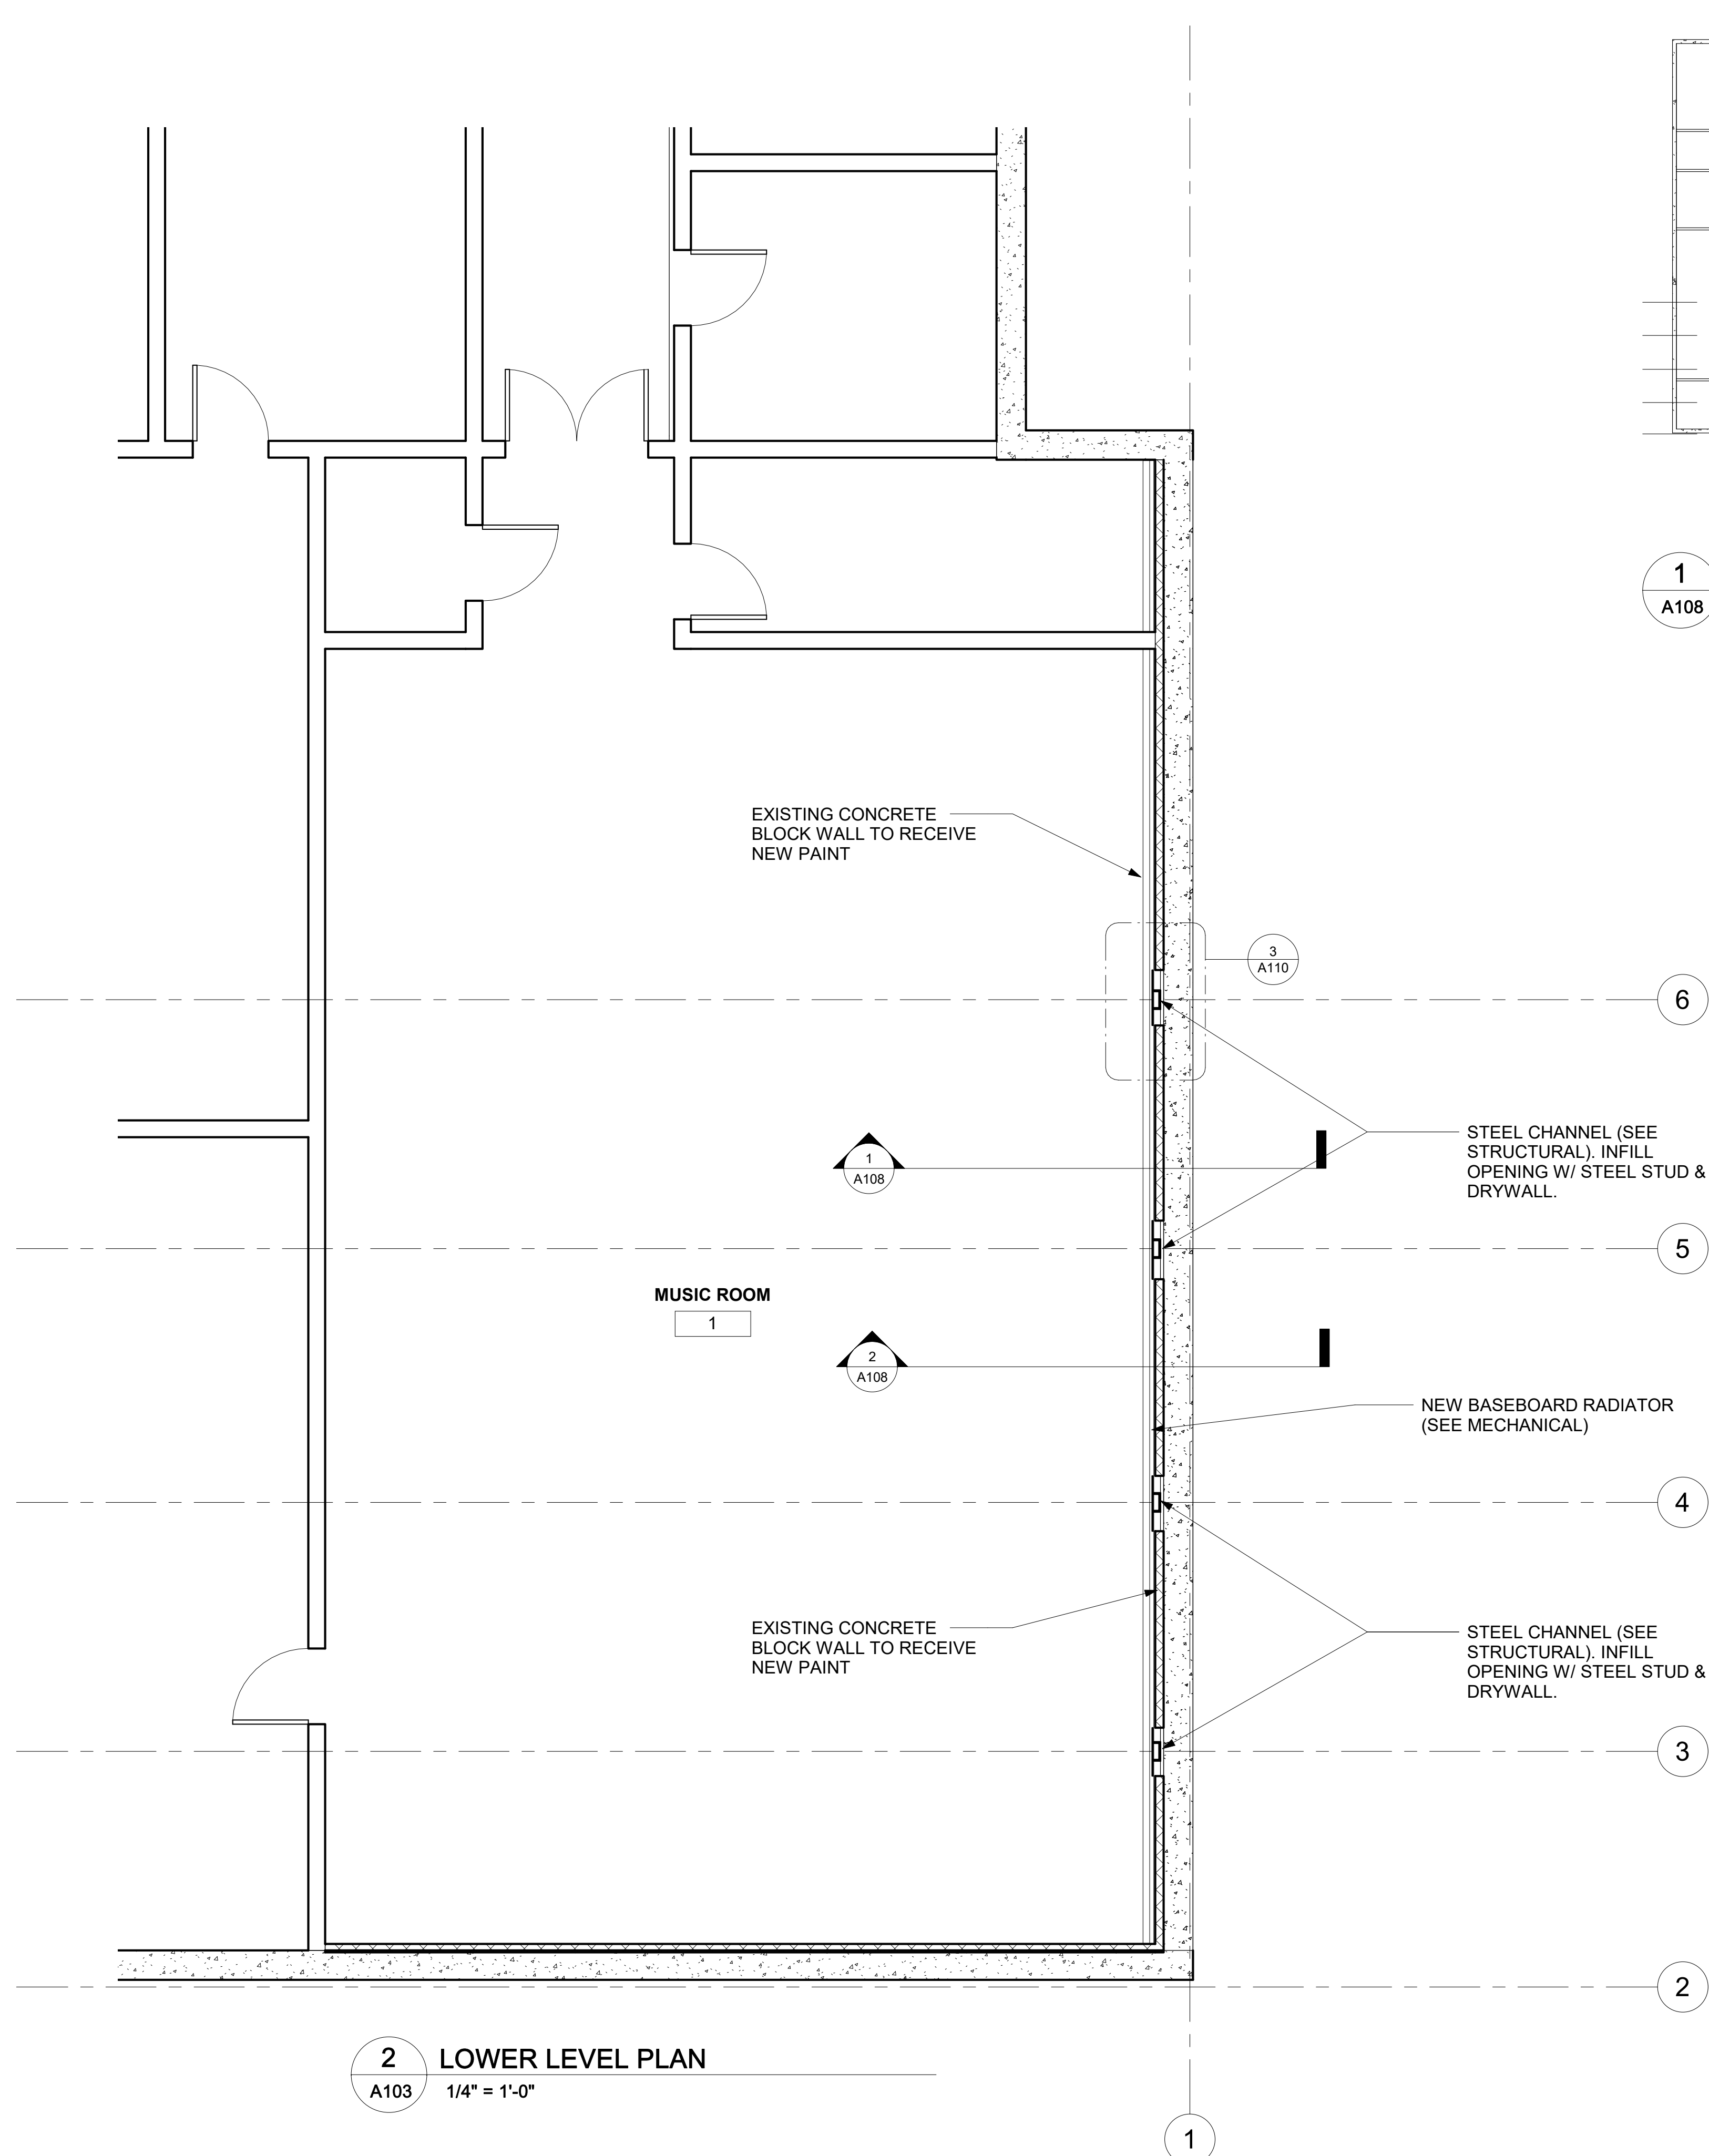 1
A108
EXISTING CONCRETE
BLOCK WALL TO RECEIVE
NEW PAINT
3
A110
6
STEEL CHANNEL (SEE
STRUCTURAL). INFILL
OPENING W/ STEEL STUD &
DRYWALL.
1
A108
5
MUSIC ROOM
1
2
A108
NEW BASEBOARD RADIATOR
(SEE MECHANICAL)
4
EXISTING CONCRETE
BLOCK WALL TO RECEIVE
NEW PAINT
STEEL CHANNEL (SEE
STRUCTURAL). INFILL
OPENING W/ STEEL STUD &
DRYWALL.
3
2
2
A103
LOWER LEVEL PLAN
1/4" = 1'-0"
1